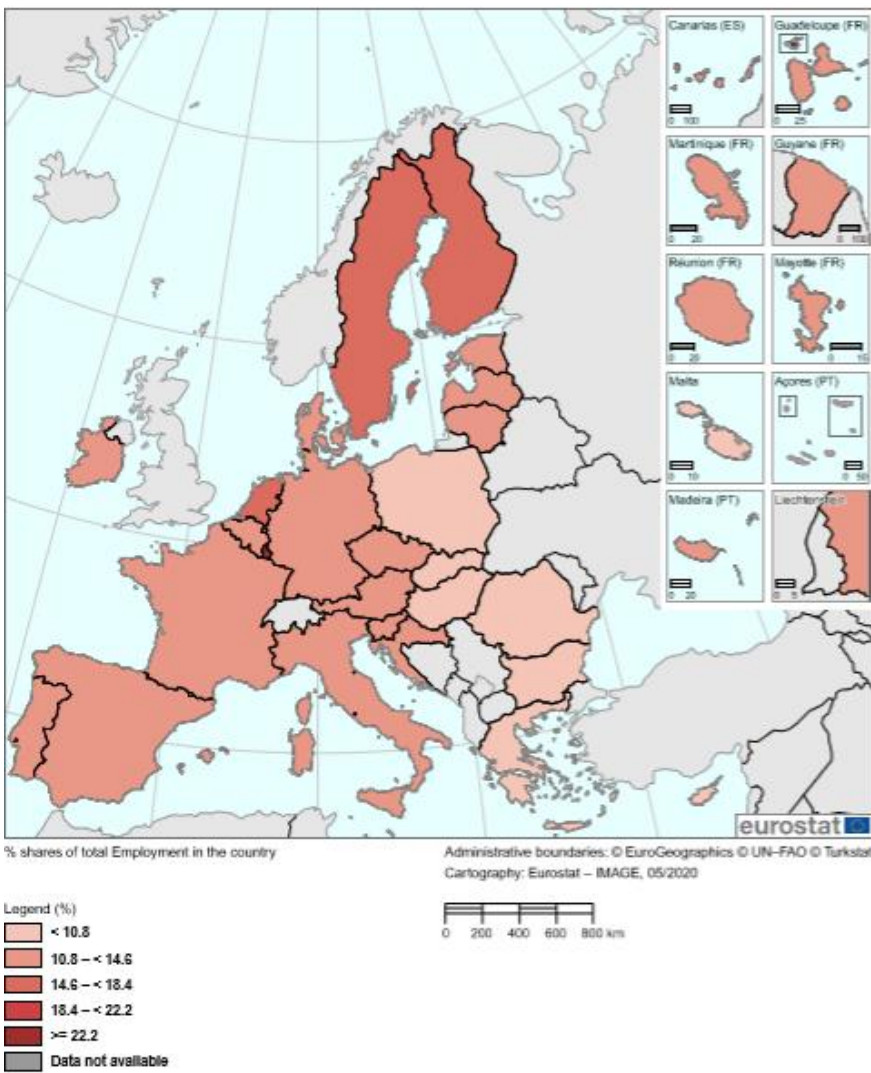 Canarias (ES)
0 100
Guadeloupe (FR)
0 25
Martinique (FR)
0 20
Guyane (FR)
0 100
Réunion (FR)
0 20
Mayotte (FR)
0 15
Malta
0 10
Açores (PT)
0 50
Madeira (PT)
0 20
Liechtenstein
0 5
eurostat
% shares of total Employment in the country
Administrative boundaries: © EuroGeographics © UN–FAO © Turkstat
Cartography: Eurostat – IMAGE, 05/2020
0 200 400 600 800 km
Legend (%)
< 10.8
10.8 – < 14.6
14.6 – < 18.4
18.4 – < 22.2
>= 22.2
Data not available